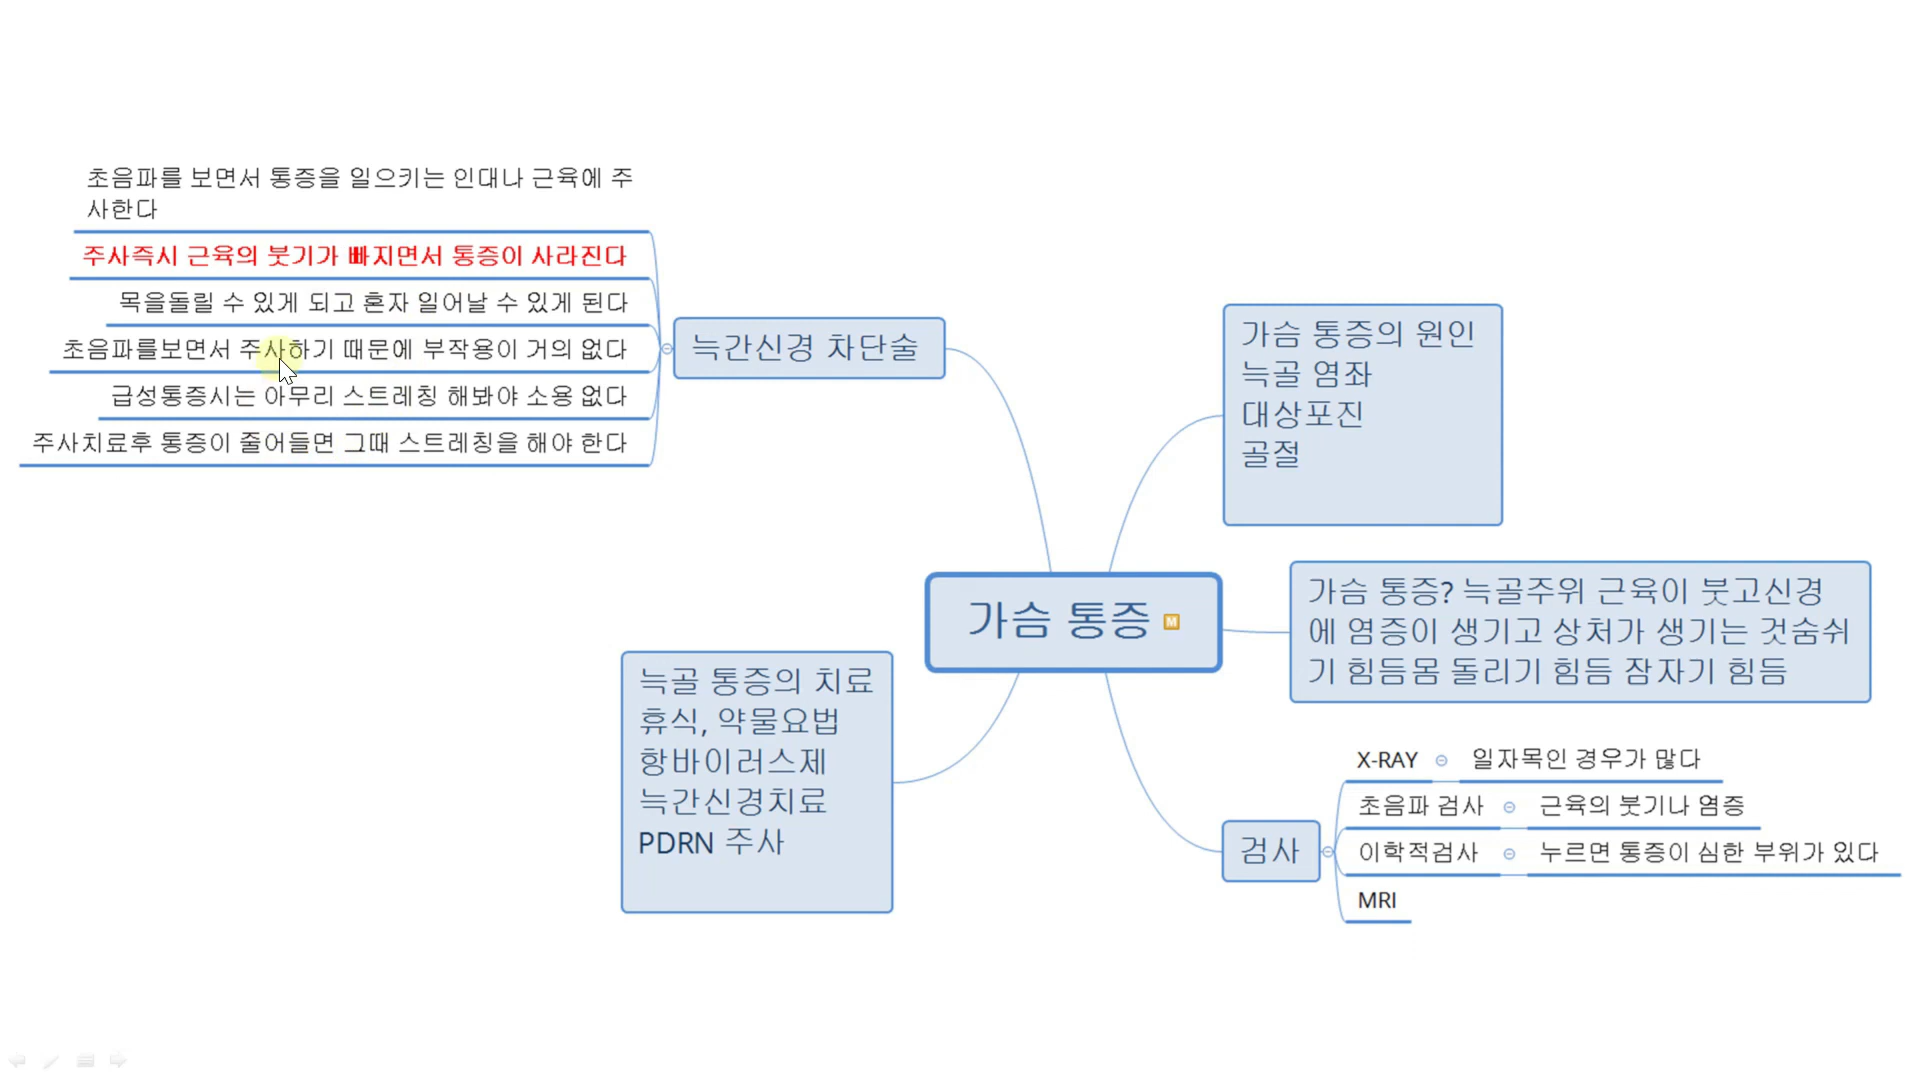 초음파를 보면서 통증을 일으키는 인대나 근육에 주
사한다
주사즉시 근육의 붓기가 빠지면서 통증이 사라진다
목을돌릴 수 있게 되고 혼자 일어날 수 있게 된다
초음파를보면서 주사하기 때문에 부작용이 거의 없다
급성통증시는 아무리 스트레칭 해봐야 소용 없다
주사치료후 통증이 줄어들면 그때 스트레칭을 해야 한다
늑간신경 차단술
가슴 통증의 원인
늑골 염좌
대상포진
골절
가슴 통증 M
가슴 통증? 늑골주위 근육이 붓고신경
에 염증이 생기고 상처가 생기는 것숨쉬
기 힘듬몸 돌리기 힘듬 잠자기 힘듬
늑골 통증의 치료
휴식, 약물요법
항바이러스제
늑간신경치료
PDRN 주사
검사
X-RAY 일자목인 경우가 많다
초음파 검사 근육의 붓기나 염증
이학적검사 누르면 통증이 심한 부위가 있다
MRI